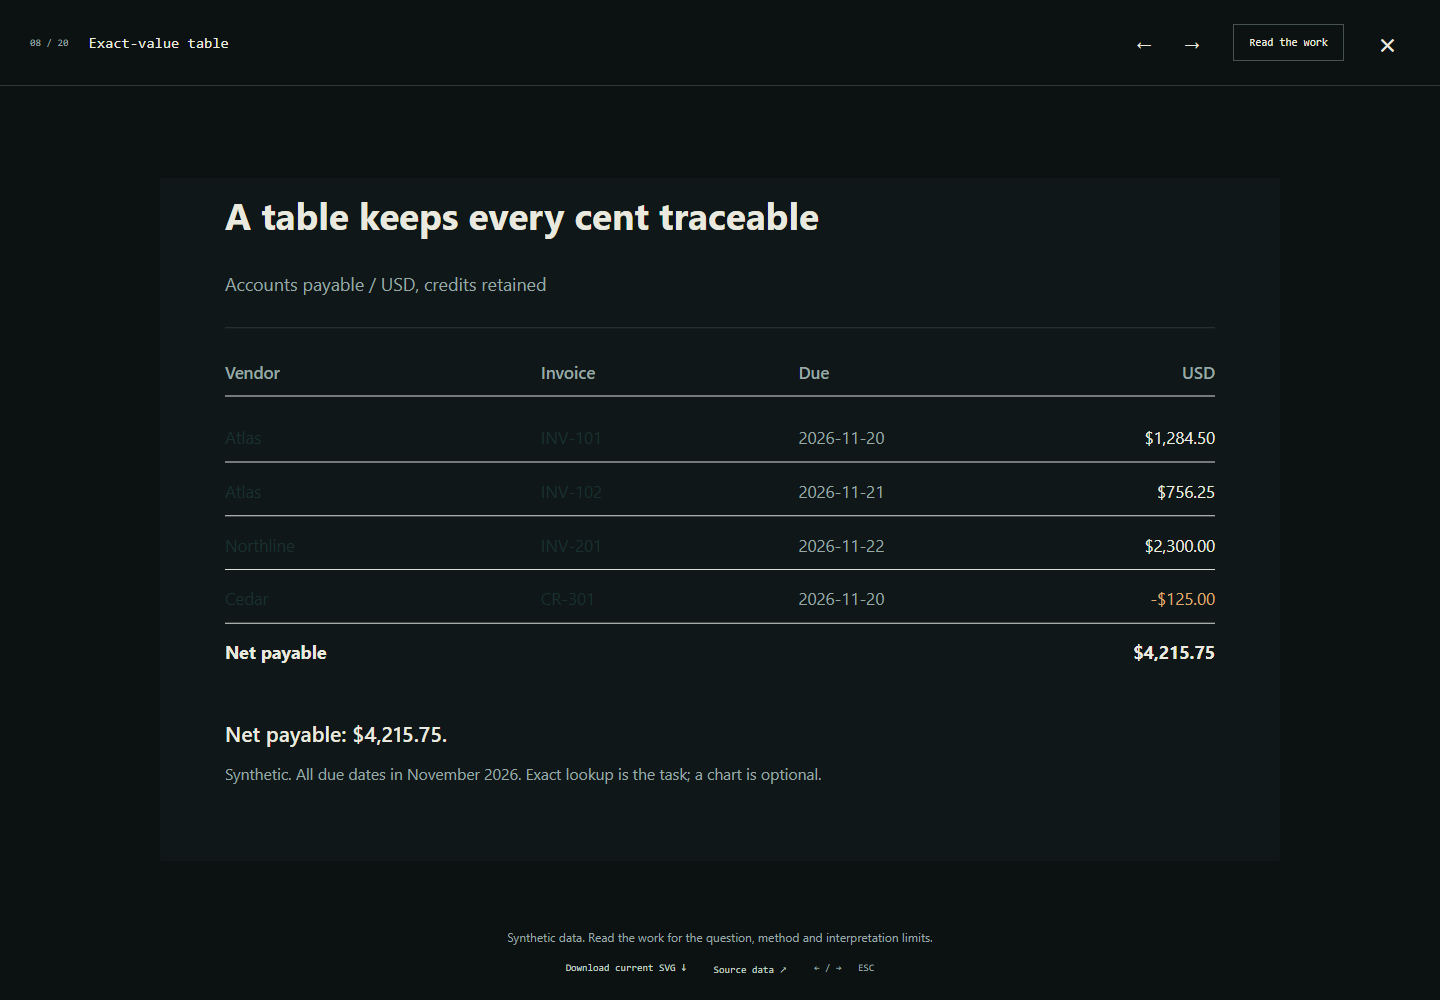 08 / 20 Exact-value table ← → Read the work ✕
A table keeps every cent traceable
Accounts payable / USD, credits retained
Vendor Invoice Due USD
Atlas INV-101 2026-11-20 $1,284.50
Atlas INV-102 2026-11-21 $756.25
Northline INV-201 2026-11-22 $2,300.00
Cedar CR-301 2026-11-20 -$125.00
Net payable $4,215.75
Net payable: $4,215.75.
Synthetic. All due dates in November 2026. Exact lookup is the task; a chart is optional.
Synthetic data. Read the work for the question, method and interpretation limits.
Download current SVG ↓ Source data ↗ ← / → ESC